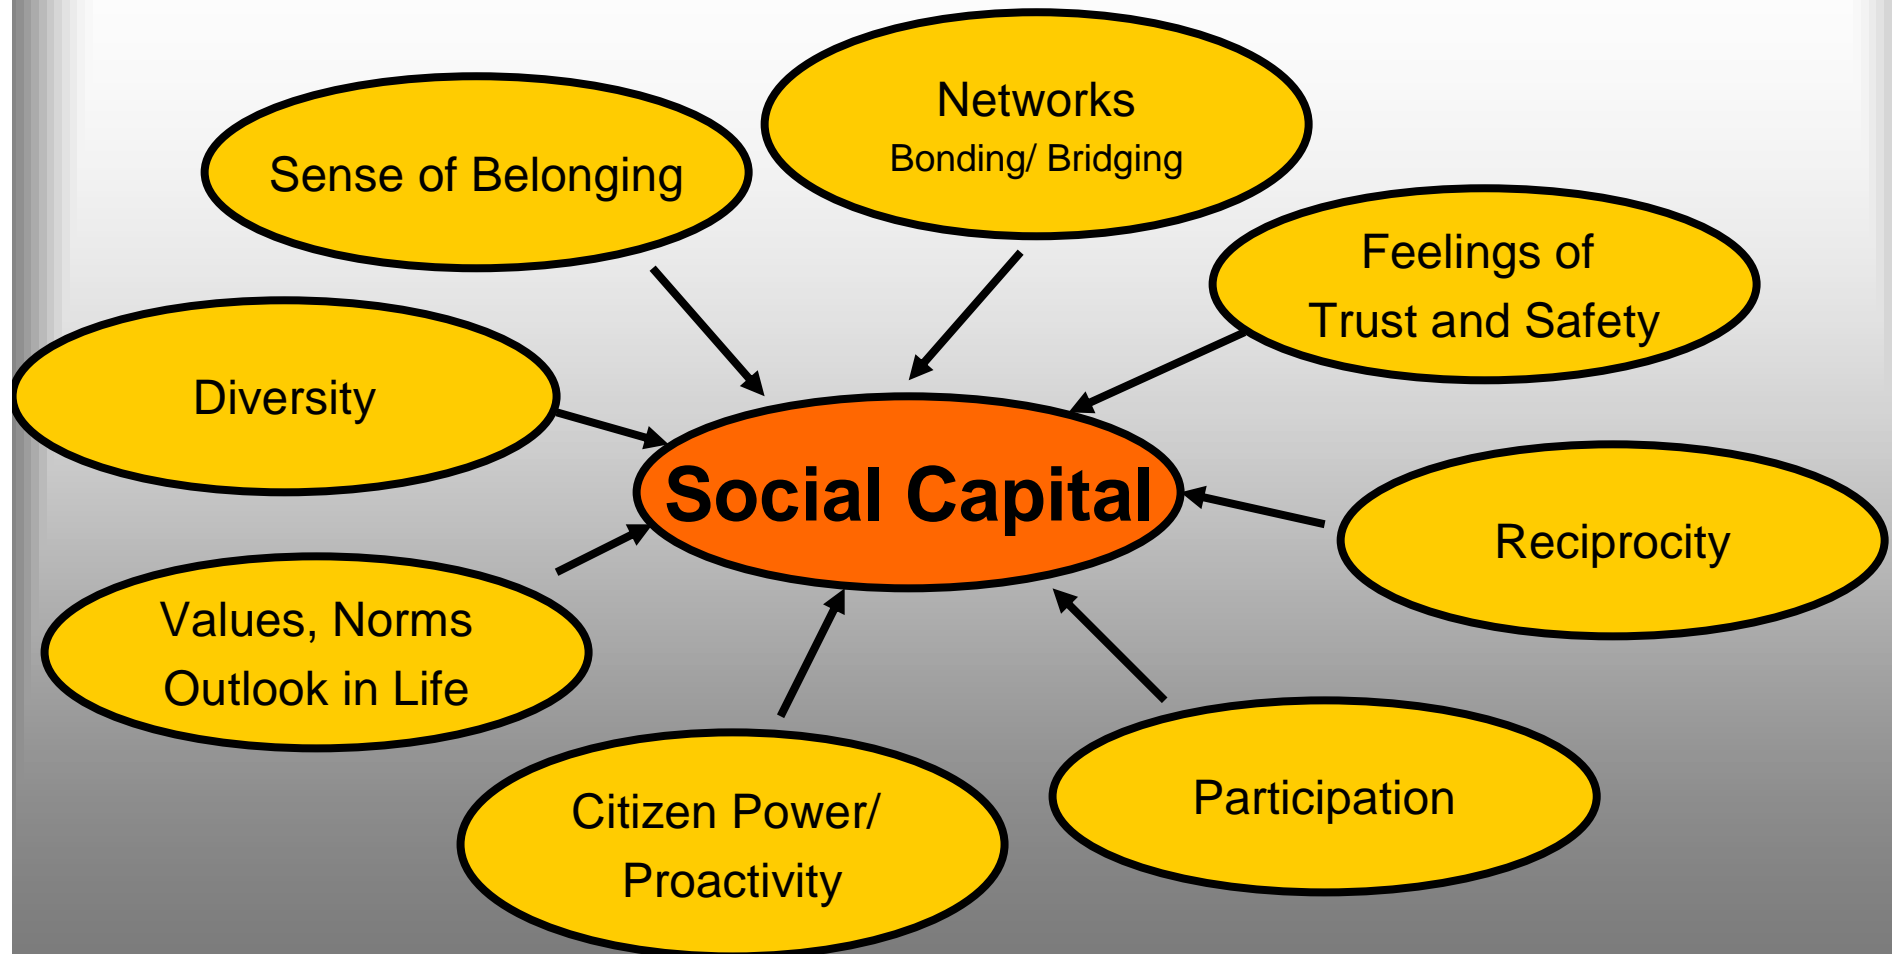 Networks
Bonding/ Bridging
Sense of Belonging
Feelings of
Trust and Safety
Diversity
Social Capital
Reciprocity
Values, Norms
Outlook in Life
Participation
Citizen Power/
Proactivity